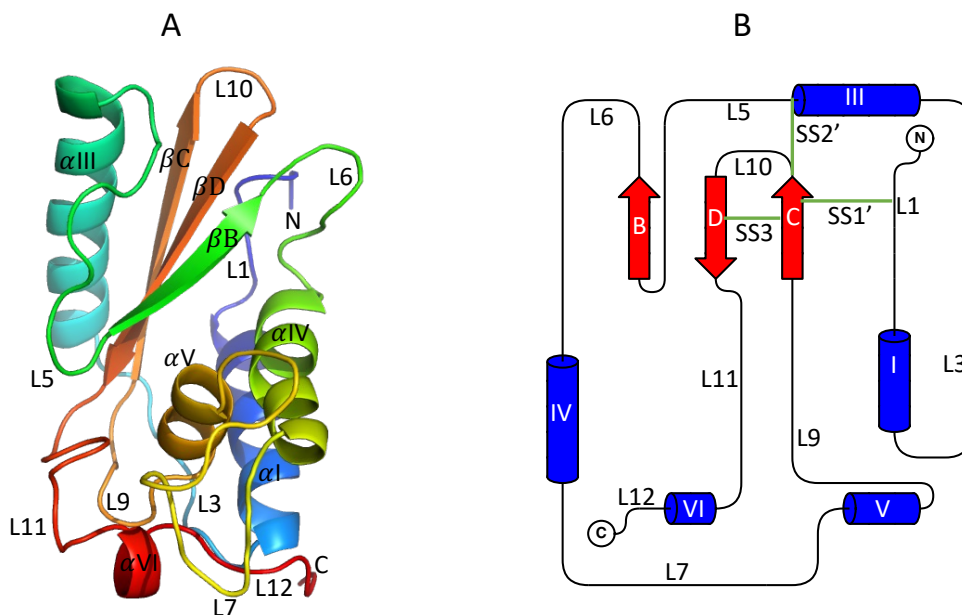 A
L10
αIII
βC
βD
L6
N
βB
L1
αIV
αV
L5
αI
L9
L3
L11
αVI
C
L12
L7
B
III
L6
L5
SS2’
N
L10
L1
B
D
C
SS1’
SS3
I
L3
L11
IV
L9
L12
VI
V
C
L7